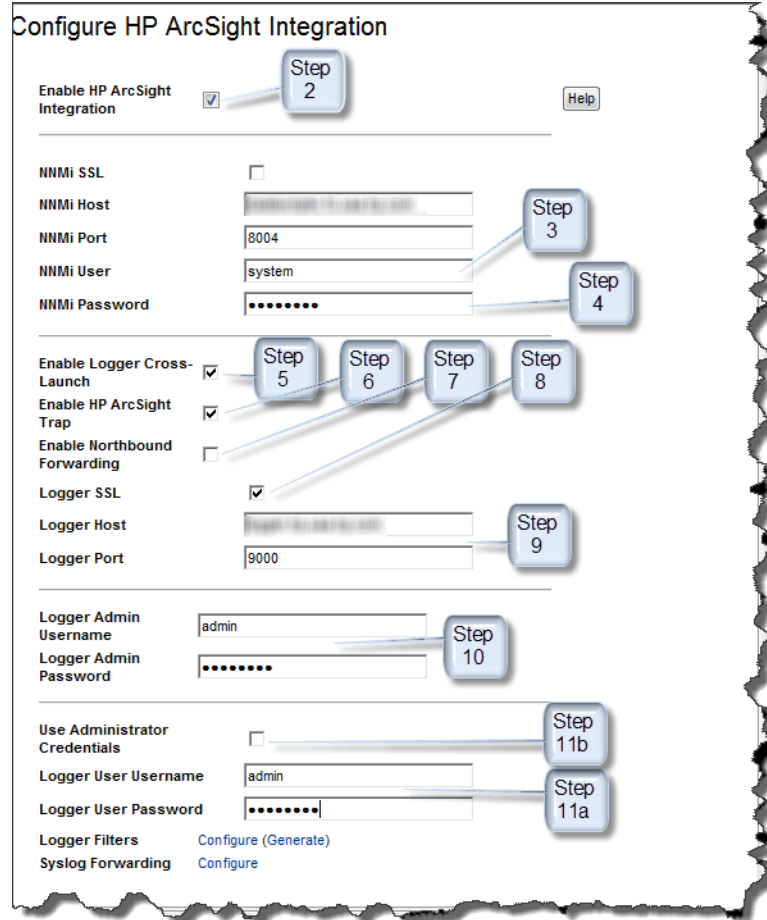 Configure HP ArcSight Integration
Step
2
Enable HP ArcSight
Integration
Help
NNMi SSL
NNMi Host
Step
3
NNMi Port 8004
NNMi User system
Step
4
NNMi Password ••••••••
Enable Logger Cross-
Launch
Step
5
Step
6
Step
7
Step
8
Enable HP ArcSight
Trap
Enable Northbound
Forwarding
Logger SSL
Logger Host
Step
9
Logger Port 9000
Logger Admin
Username
admin
Step
10
Logger Admin
Password
••••••••
Use Administrator
Credentials
Step
11b
Logger User Username admin
Step
11a
Logger User Password ••••••••
Logger Filters Configure (Generate)
Syslog Forwarding Configure